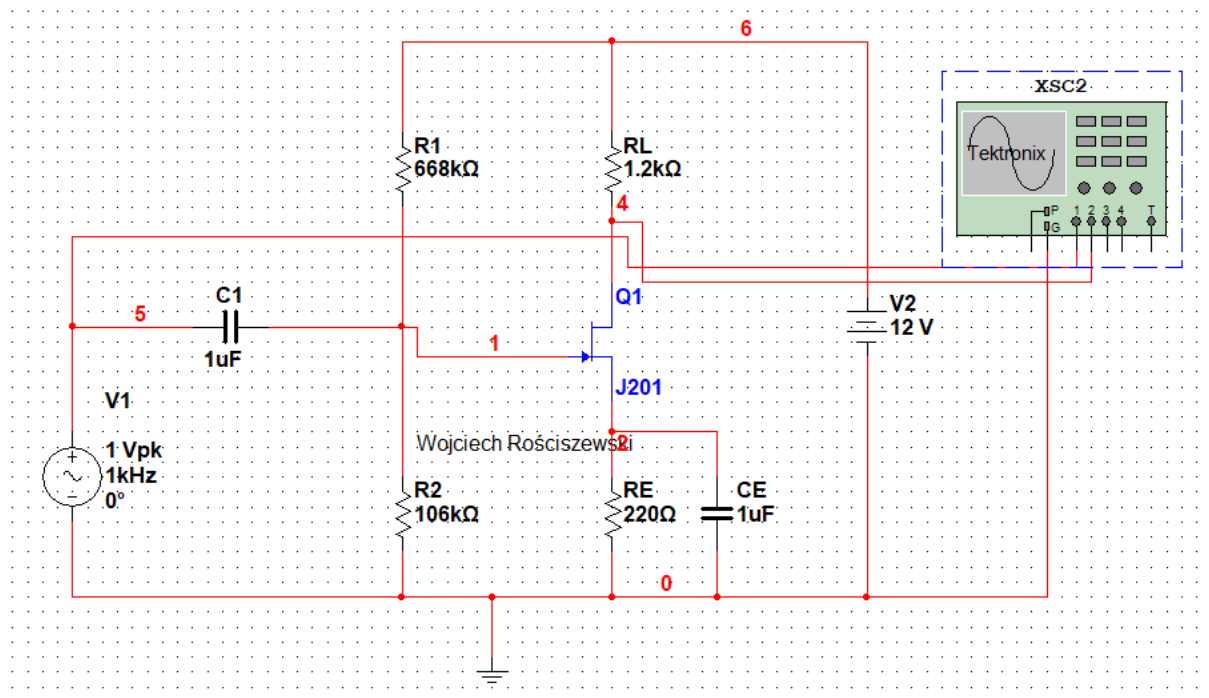 6
XSC2
Tektronix
P
G
1 2 3 4 T
R1
668kΩ
RL
1.2kΩ
4
C1
5
1uF
1
Q1
J201
V2
12 V
V1
1 Vpk
1kHz
0°
Wojciech Rościszewski
2
R2
106kΩ
RE
220Ω
CE
1uF
0